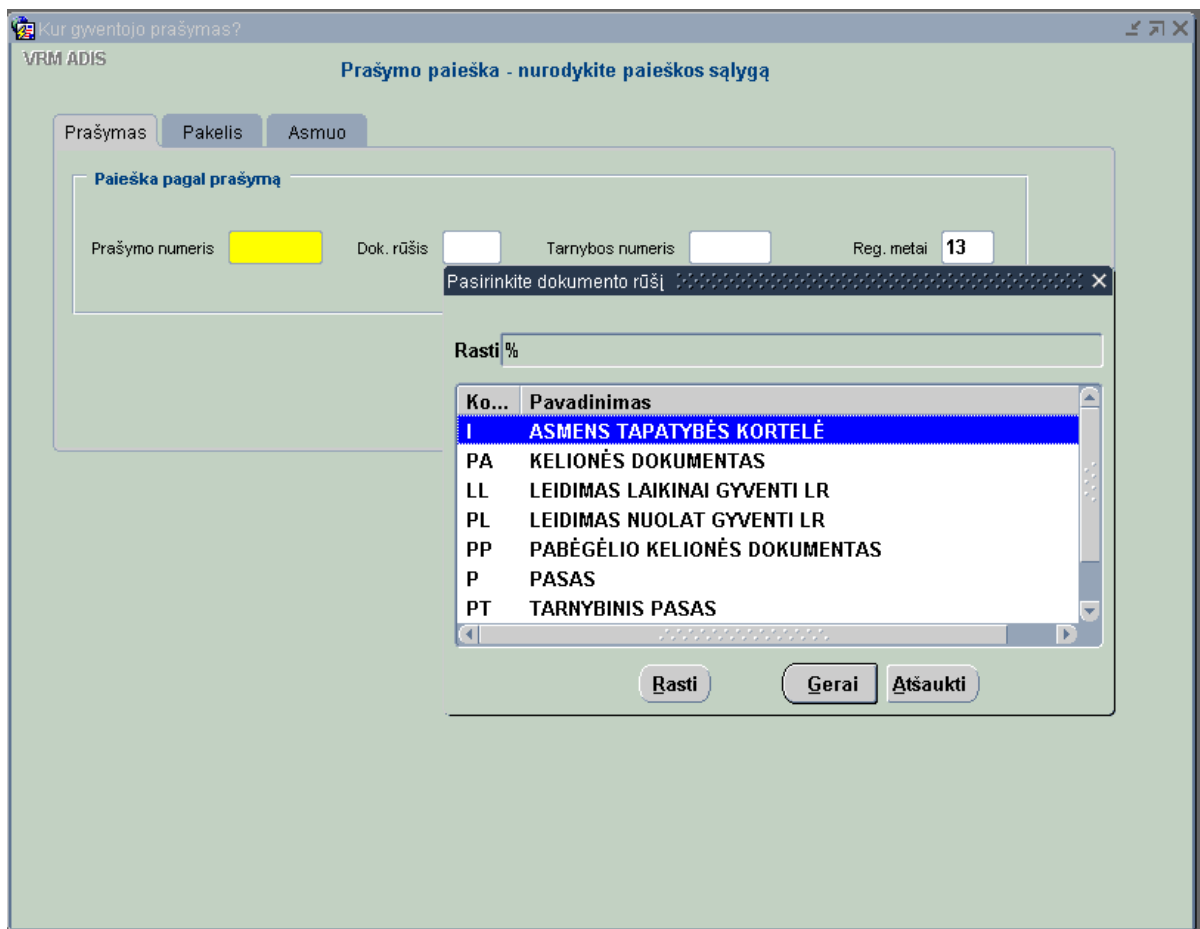 Kur gyventojo prašymas?
VRM ADIS
Prašymo paieška - nurodykite paieškos sąlygą
Prašymas Pakelis Asmuo
Paieška pagal prašymą
Prašymo numeris Dok. rūšis Tarnybos numeris Reg. metai 13
Pasirinkite dokumento rūšį
Rasti %
Ko... Pavadinimas
I ASMENS TAPATYBĖS KORTELĖ
PA KELIONĖS DOKUMENTAS
LL LEIDIMAS LAIKINAI GYVENTI LR
PL LEIDIMAS NUOLAT GYVENTI LR
PP PABĖGĖLIO KELIONĖS DOKUMENTAS
P PASAS
PT TARNYBINIS PASAS
Rasti Gerai Atšaukti